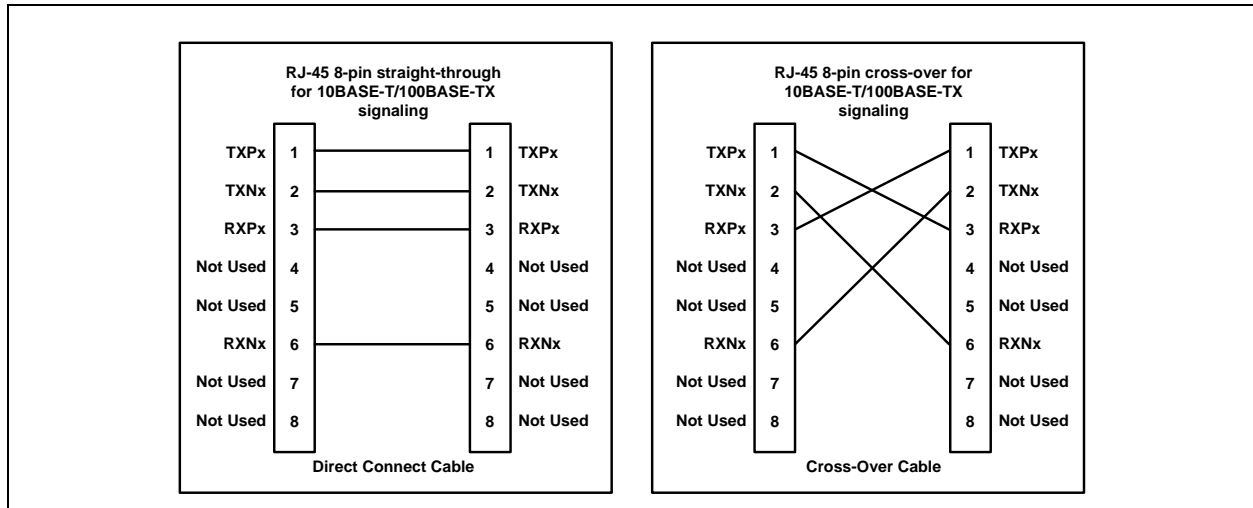 RJ-45 8-pin straight-through
for 10BASE-T/100BASE-TX
signaling
TXPx 1 1 TXPx
TXNx 2 2 TXNx
RXPx 3 3 RXPx
Not Used 4 4 Not Used
Not Used 5 5 Not Used
RXNx 6 6 RXNx
Not Used 7 7 Not Used
Not Used 8 8 Not Used
Direct Connect Cable
RJ-45 8-pin cross-over for
10BASE-T/100BASE-TX
signaling
TXPx 1 1 TXPx
TXNx 2 2 TXNx
RXPx 3 3 RXPx
Not Used 4 4 Not Used
Not Used 5 5 Not Used
RXNx 6 6 RXNx
Not Used 7 7 Not Used
Not Used 8 8 Not Used
Cross-Over Cable